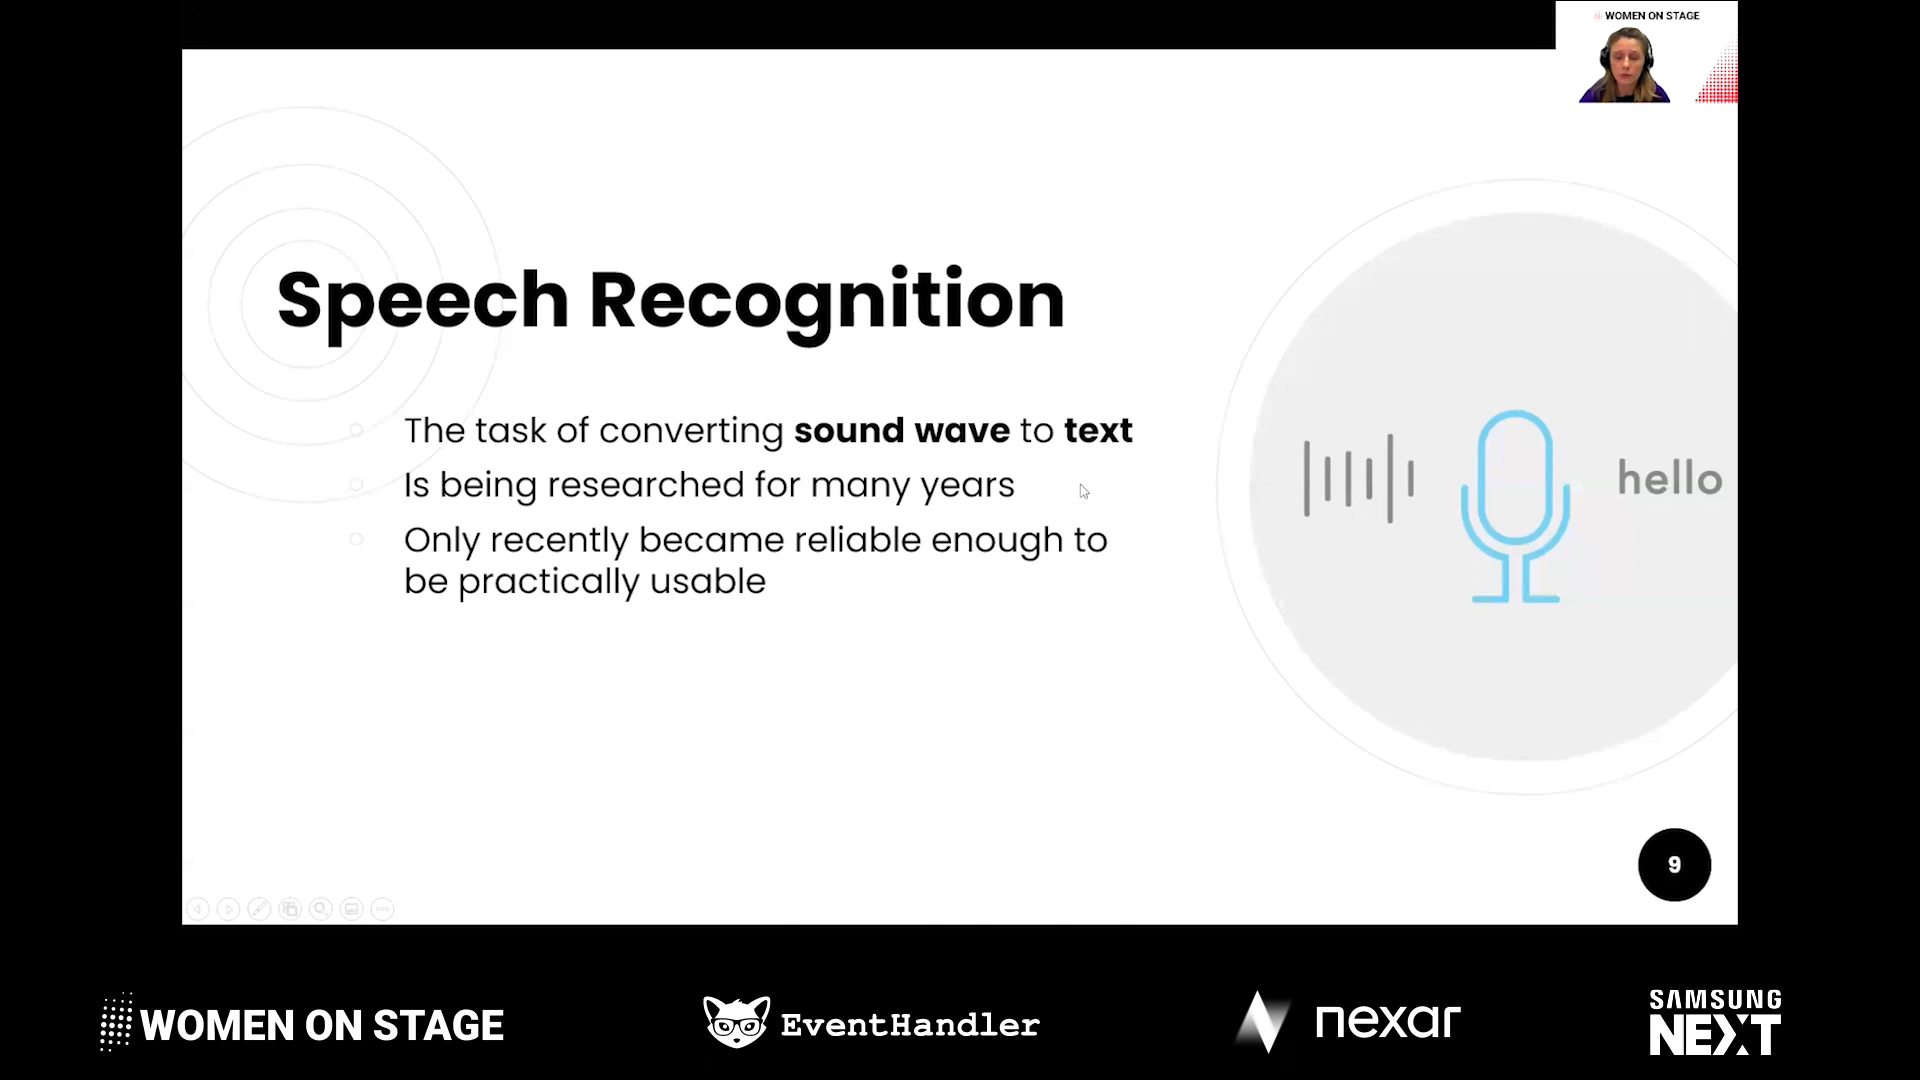 WOMEN ON STAGE
Speech Recognition
The task of converting sound wave to text
Is being researched for many years
Only recently became reliable enough to
be practically usable
hello
9
WOMEN ON STAGE
EventHandler
nexar
SAMSUNG
NEXT